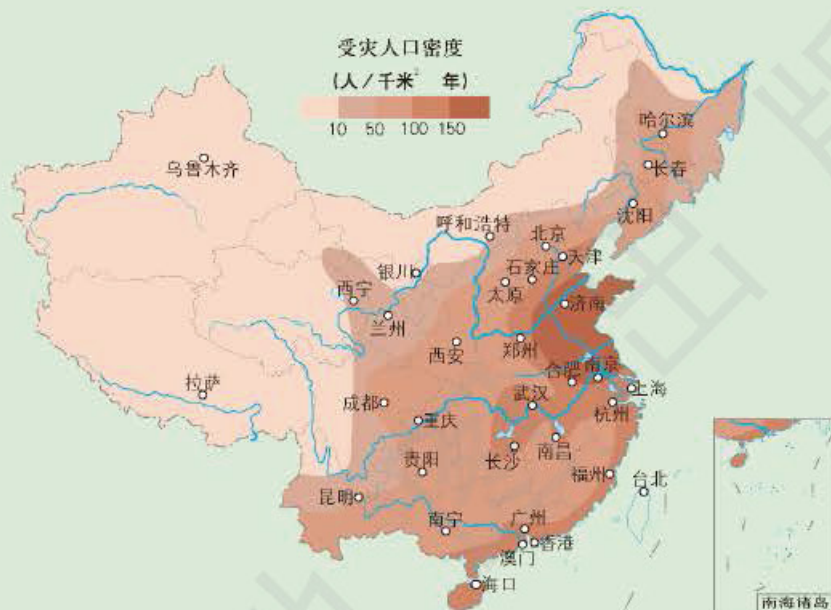 受灾人口密度
(人/千米² 年)
10 50 100 150
哈尔滨
长春
乌鲁木齐
沈阳
呼和浩特
北京
天津
银川
石家庄
太原
西宁
济南
兰州
西安
郑州
合肥
南京
上海
拉萨
成都
武汉
杭州
重庆
南昌
长沙
贵阳
福州
台北
昆明
南宁
广州
香港
澳门
海口
南海诸岛